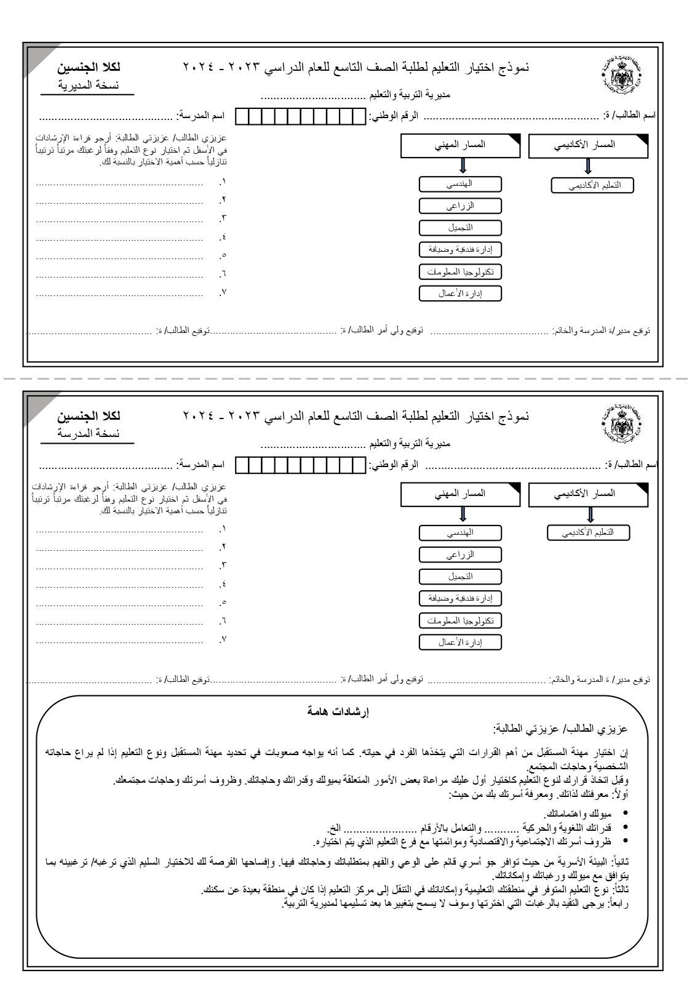 نموذج اختيار التعليم لطلبة الصف التاسع للعام الدراسي ٢٠٢٣ - ٢٠٢٤
لكلا الجنسين
نسخة المديرية
مديرية التربية والتعليم .................................
اسم الطالب/ ة: ....................................................... الرقم الوطني: اسم المدرسة: ..........................................
المسار الأكاديمي
المسار المهني
التعليم الأكاديمي
الهندسي
الزراعي
التجميل
إدارة فندقية وضيافة
تكنولوجيا المعلومات
إدارة الأعمال
عزيزي الطالب/ عزيزتي الطالبة: أرجو قراءة الإرشادات
في الأسفل ثم اختيار نوع التعليم وفقاً لرغبتك مرتباً ترتيباً
تنازلياً حسب أهمية الاختيار بالنسبة لك.
١. ..........................................................
٢. ..........................................................
٣. ..........................................................
٤. ..........................................................
٥. ..........................................................
٦. ..........................................................
٧. ..........................................................
توقيع مدير/ة المدرسة والخاتم: ......................................... توقيع ولي أمر الطالب/ ة: ............................................توقيع الطالب/ ة: ............................................
نموذج اختيار التعليم لطلبة الصف التاسع للعام الدراسي ٢٠٢٣ - ٢٠٢٤
لكلا الجنسين
نسخة المدرسة
مديرية التربية والتعليم .................................
اسم الطالب/ ة: ....................................................... الرقم الوطني: اسم المدرسة: ..........................................
المسار الأكاديمي
المسار المهني
التعليم الأكاديمي
الهندسي
الزراعي
التجميل
إدارة فندقية وضيافة
تكنولوجيا المعلومات
إدارة الأعمال
عزيزي الطالب/ عزيزتي الطالبة: أرجو قراءة الإرشادات
في الأسفل ثم اختيار نوع التعليم وفقاً لرغبتك مرتباً ترتيباً
تنازلياً حسب أهمية الاختيار بالنسبة لك.
١. ..........................................................
٢. ..........................................................
٣. ..........................................................
٤. ..........................................................
٥. ..........................................................
٦. ..........................................................
٧. ..........................................................
توقيع مدير/ ة المدرسة والخاتم: ......................................... توقيع ولي أمر الطالب/ ة: ............................................توقيع الطالب/ ة: ............................................
إرشادات هامة
عزيزي الطالب/ عزيزتي الطالبة:
إن اختيار مهنة المستقبل من أهم القرارات التي يتخذها الفرد في حياته. كما أنه يواجه صعوبات في تحديد مهنة المستقبل ونوع التعليم إذا لم يراع حاجاته
الشخصية وحاجات المجتمع.
وقبل اتخاذ قرارك لنوع التعليم كاختيار أول عليك مراعاة بعض الأمور المتعلقة بميولك وقدراتك وحاجاتك. وظروف أسرتك وحاجات مجتمعك.
أولاً: معرفتك لذاتك. ومعرفة أسرتك بك من حيث:
• ميولك واهتماماتك.
• قدراتك اللغوية والحركية ........... والتعامل بالأرقام ....................... الخ.
• ظروف أسرتك الاجتماعية والاقتصادية وموائمتها مع فرع التعليم الذي يتم اختياره.
ثانياً: البيئة الأسرية من حيث توافر جو أسري قائم على الوعي والفهم بمتطلباتك وحاجاتك فيها. وإفساحها الفرصة لك للاختيار السليم الذي ترغبه/ ترغبينه بما
يتوافق مع ميولك ورغباتك وإمكاناتك.
ثالثاً: نوع التعليم المتوفر في منطقتك التعليمية وإمكاناتك في التنقل إلى مركز التعليم إذا كان في منطقة بعيدة عن سكنك.
رابعاً: يرجى التقيد بالرغبات التي اخترتها وسوف لا يسمح بتغييرها بعد تسليمها لمديرية التربية.